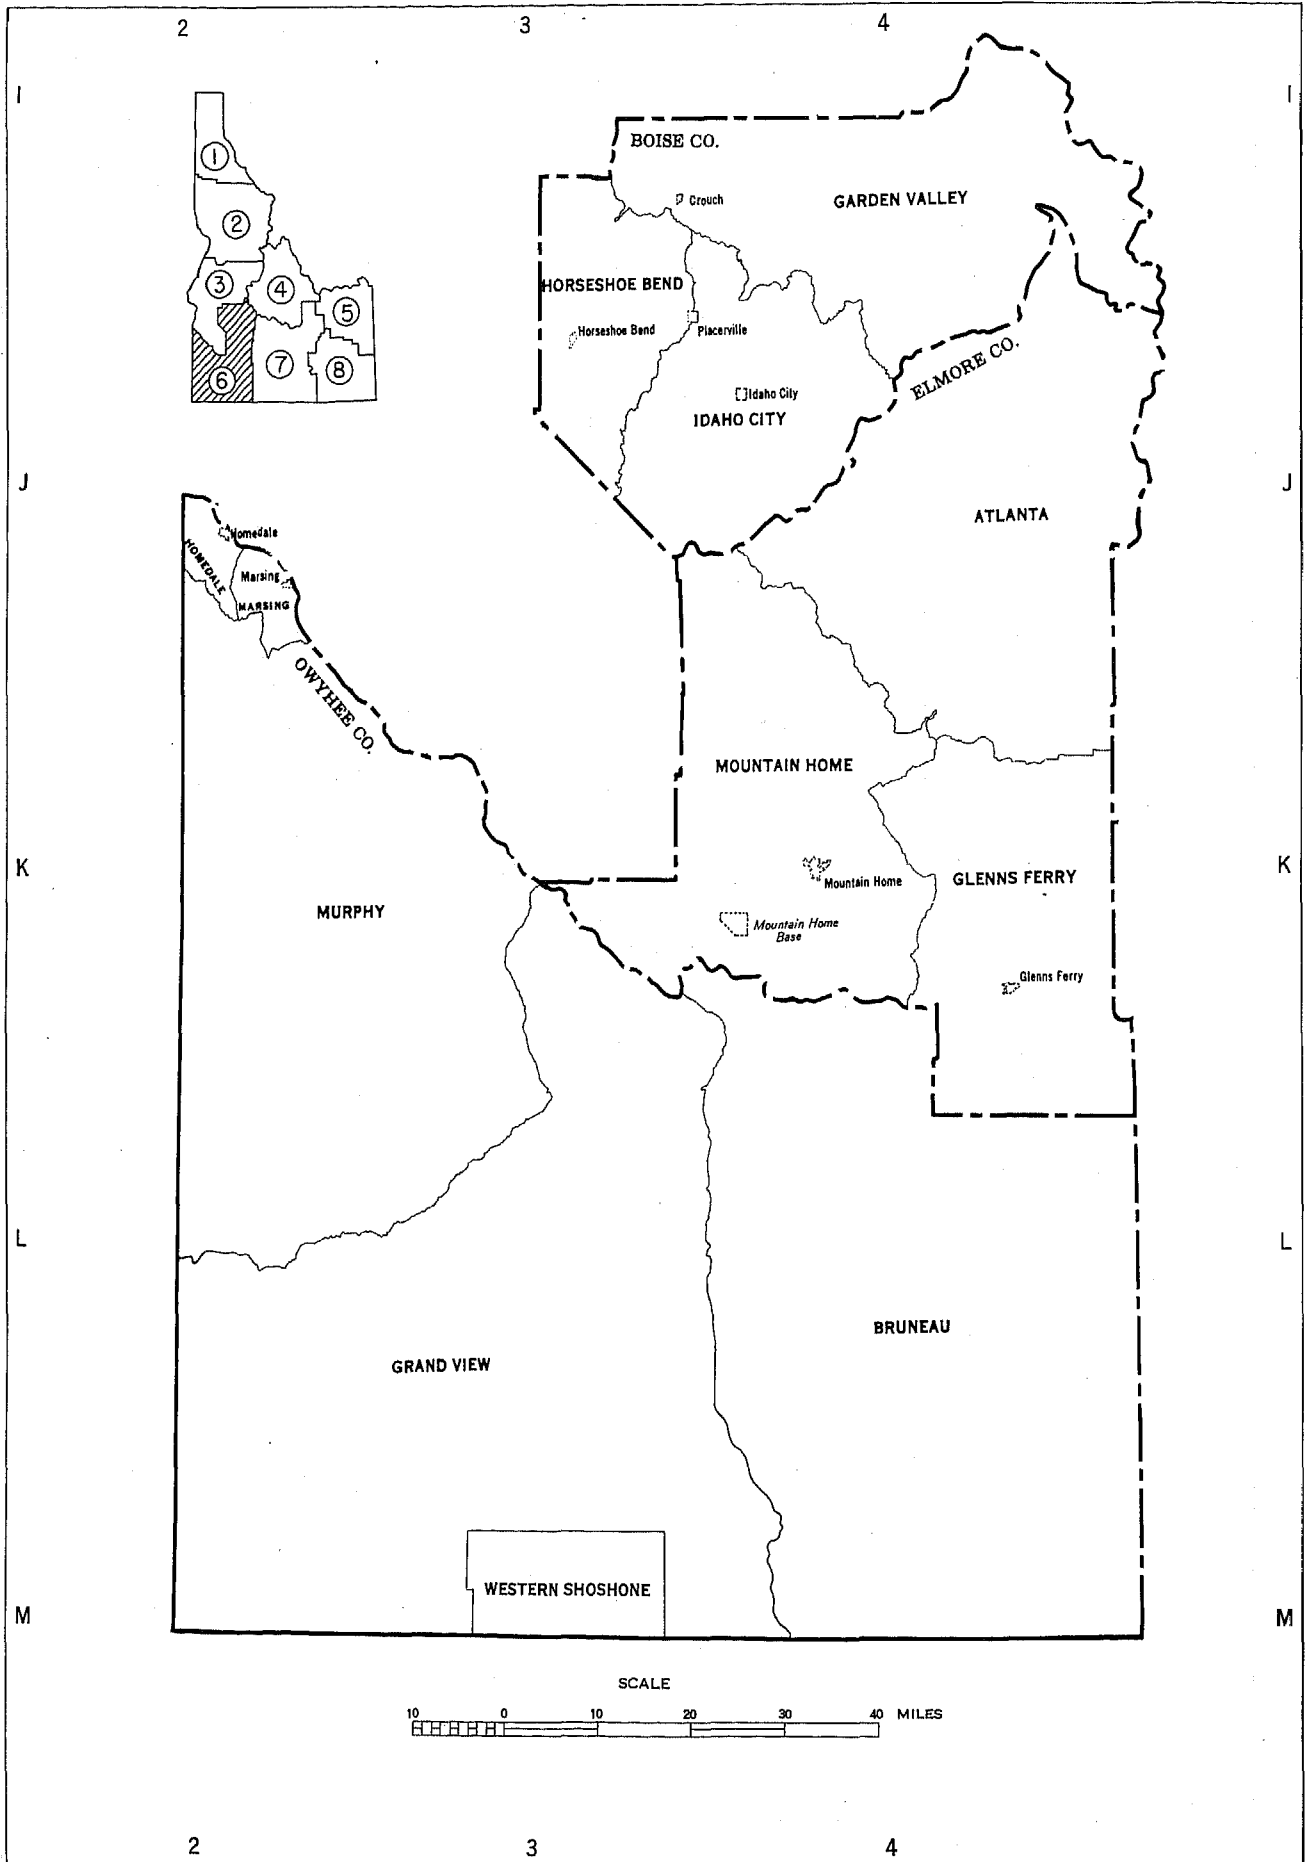 2 3 4
I I
BOISE CO.
1
Crouch
GARDEN VALLEY
2
HORSESHOE BEND
3
4
5
Horseshoe Bend
Placerville
ELMORE CO.
7
8
6
Idaho City
IDAHO CITY
J J
ATLANTA
Homedale
HOMEDALE
Marsing
MARSING
OWYHEE CO.
MOUNTAIN HOME
K K
Mountain Home
GLENNS FERRY
MURPHY
Mountain Home
Base
Glenns Ferry
L L
BRUNEAU
GRAND VIEW
WESTERN SHOSHONE
M M
SCALE
10 0 10 20 30 40 MILES
2 3 4